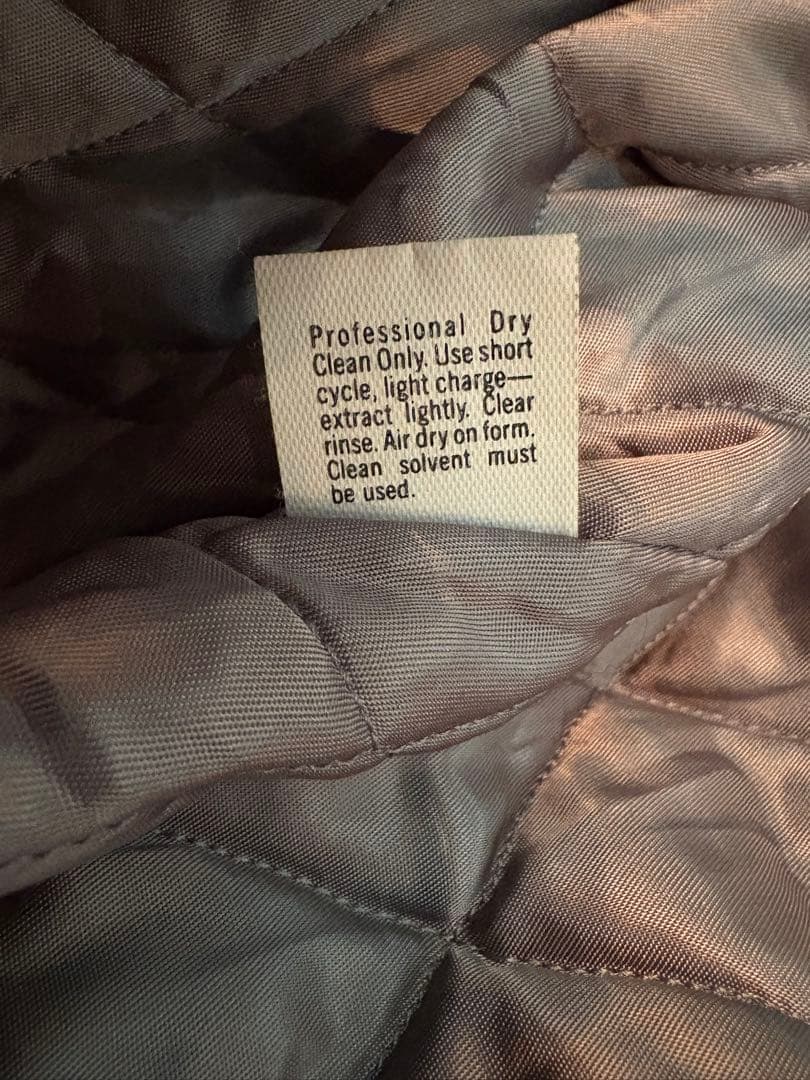 Professional Dry
Clean Only. Use short
cycle, light charge—
extract lightly. Clear
rinse. Air dry on form.
Clean solvent must
be used.